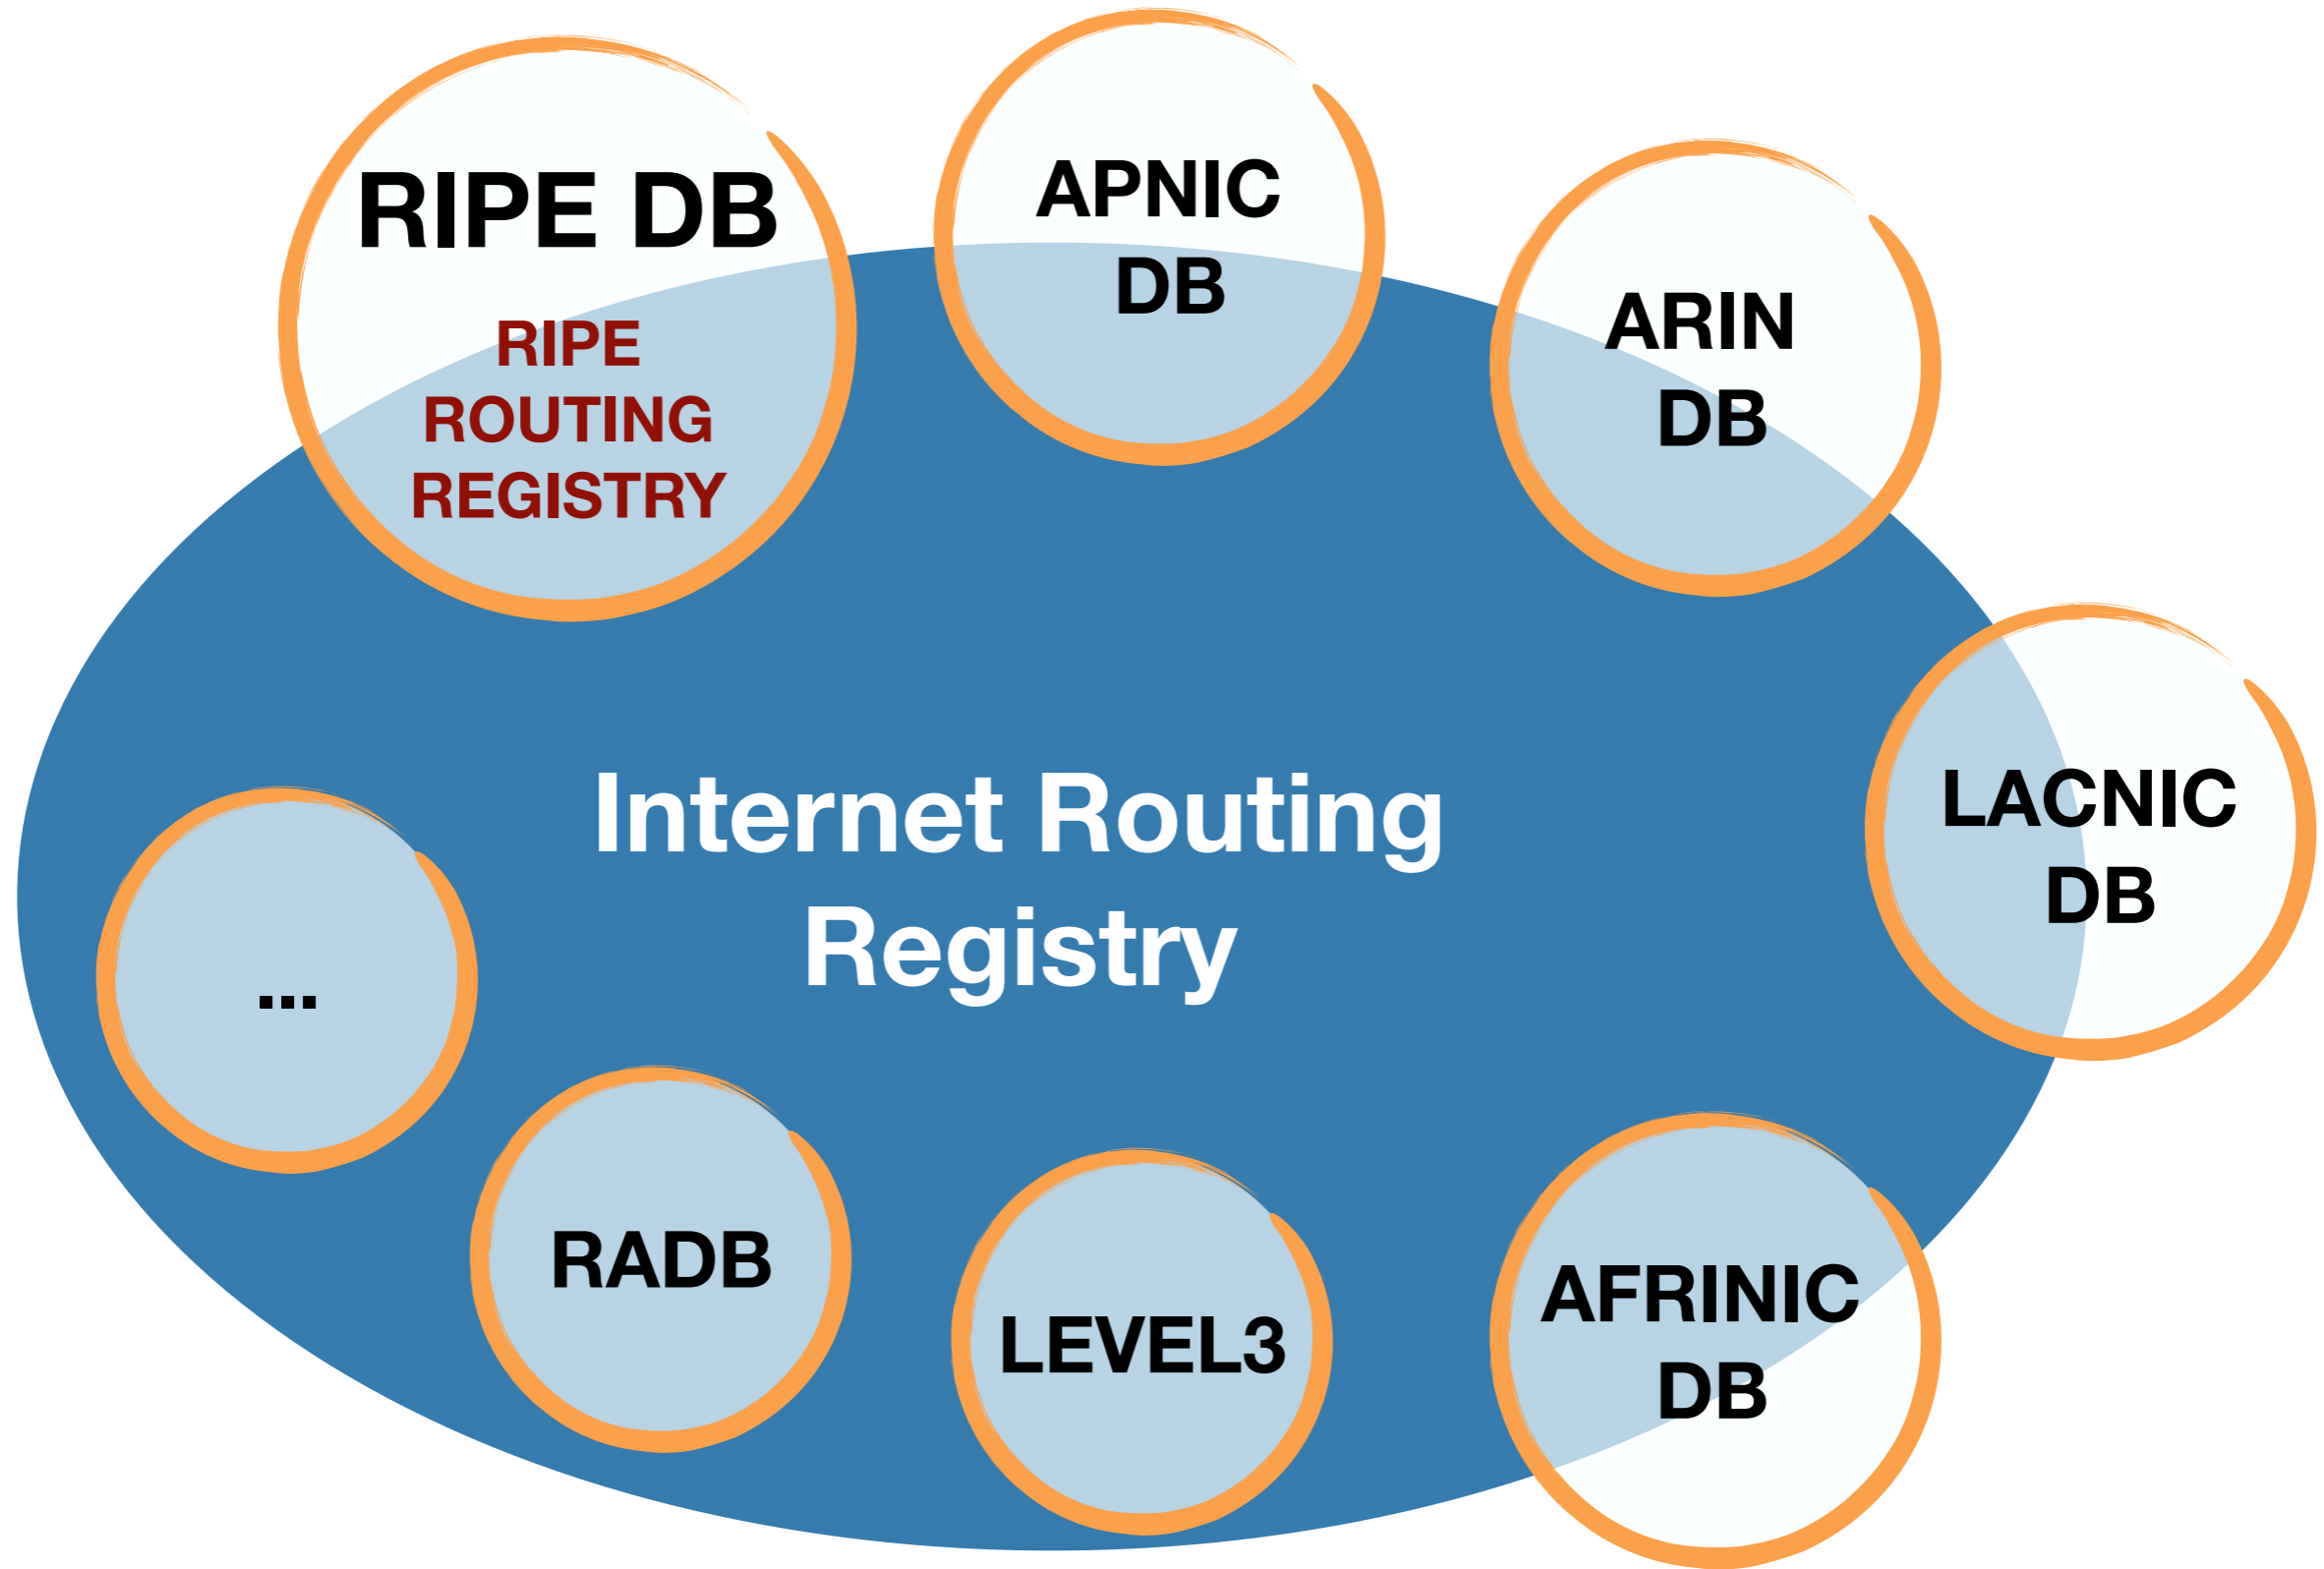 RIPE DB
RIPE
ROUTING
REGISTRY
APNIC
DB
ARIN
DB
LACNIC
DB
Internet Routing
Registry
...
RADB
LEVEL3
AFRINIC
DB